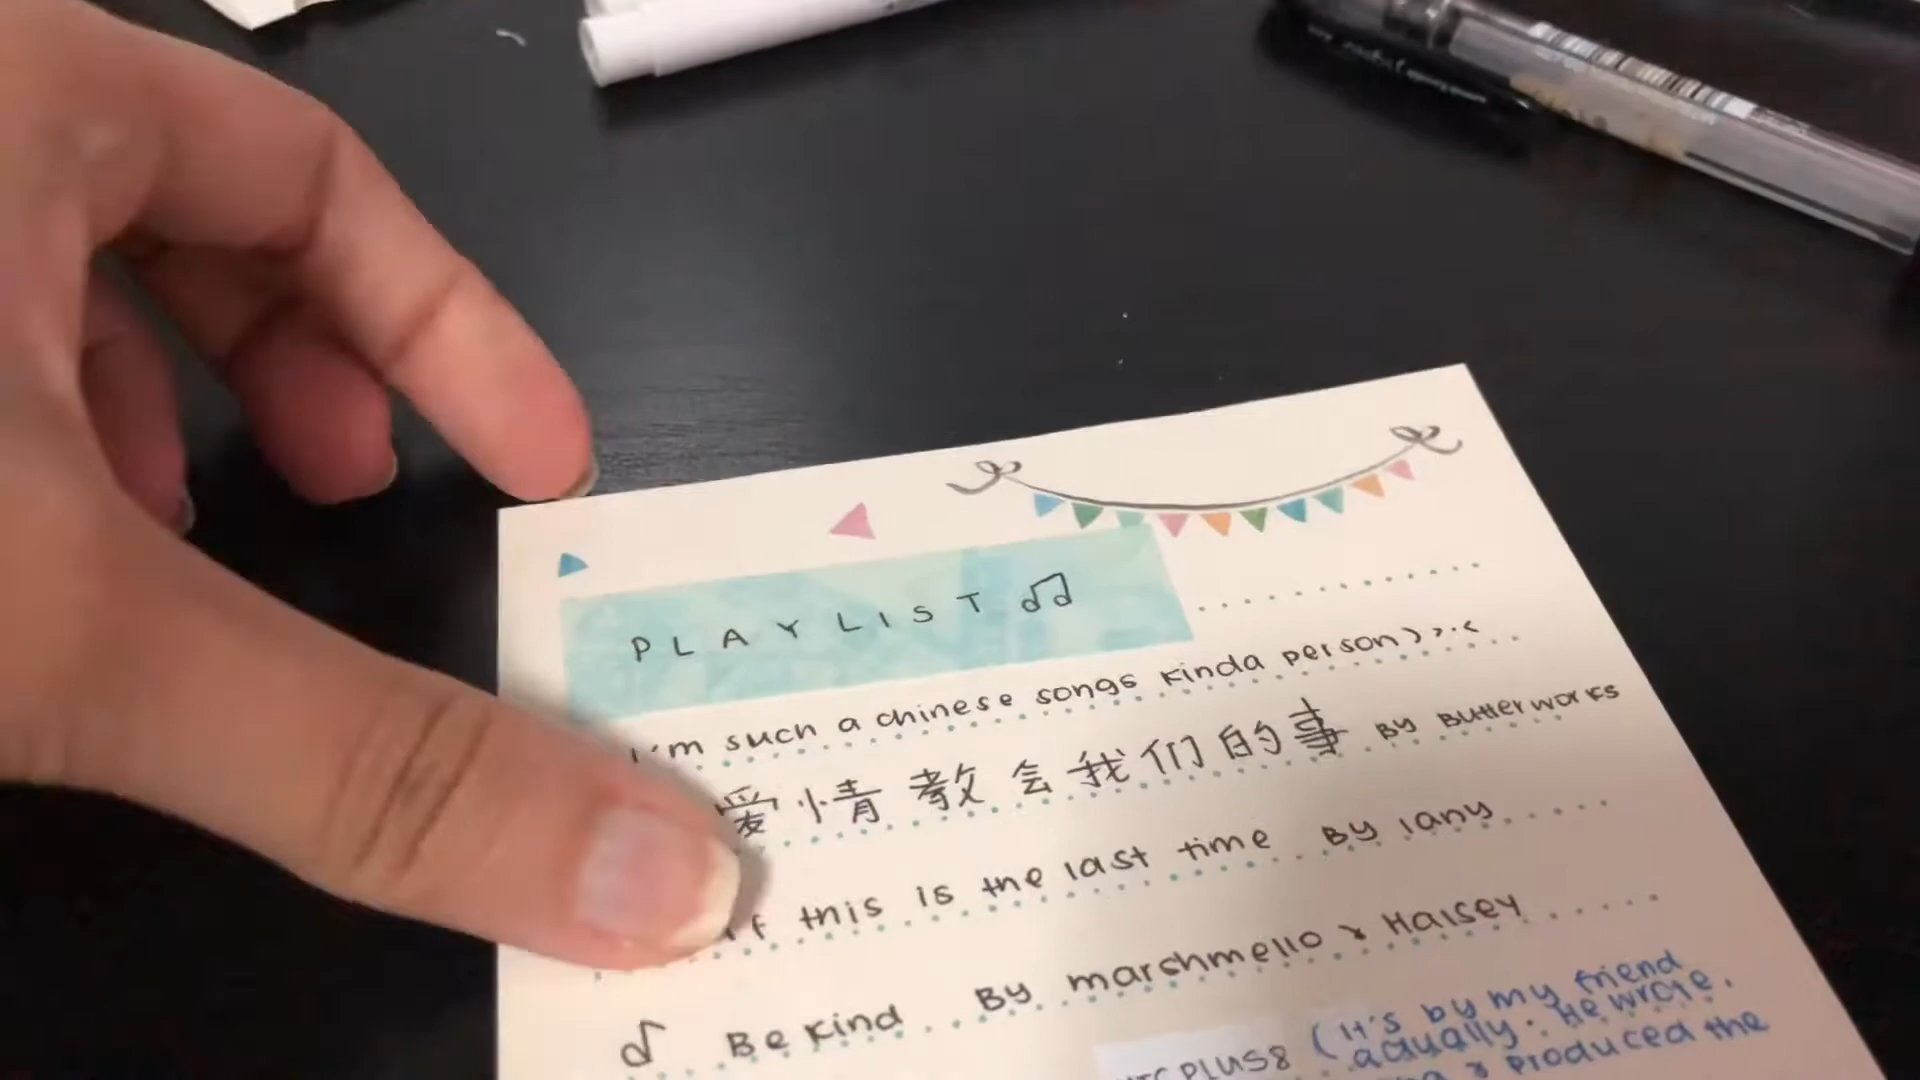 PLAYLIST ♫
I'm such a chinese songs kinda person >>.<
爱情教会我们的事 By Butterworks
if this is the last time By lany
♪ Be kind By marshmello & Halsey
PLUS8 (it's by my friend
actually. He wrote.
& produced the